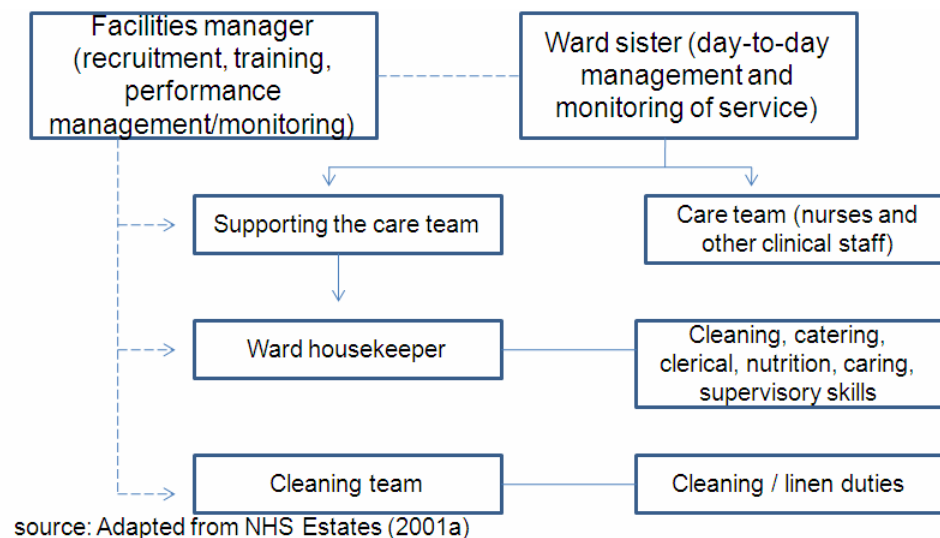 Facilities manager
(recruitment, training,
performance
management/monitoring)
Ward sister (day-to-day
management and
monitoring of service)
Supporting the care team
Care team (nurses and
other clinical staff)
Ward housekeeper
Cleaning, catering,
clerical, nutrition, caring,
supervisory skills
Cleaning team
Cleaning / linen duties
source: Adapted from NHS Estates (2001a)